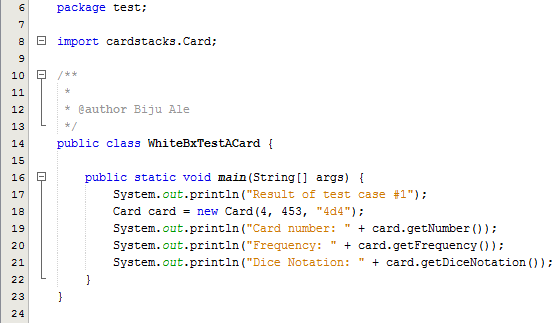 6 package test;
7
8 import cardstacks.Card;
9
10 /**
11 *
12 * @author Biju Ale
13 */
14 public class WhiteBxTestACard {
15
16 public static void main(String[] args) {
17 System.out.println("Result of test case #1");
18 Card card = new Card(4, 453, "4d4");
19 System.out.println("Card number: " + card.getNumber());
20 System.out.println("Frequency: " + card.getFrequency());
21 System.out.println("Dice Notation: " + card.getDiceNotation());
22 }
23 }
24